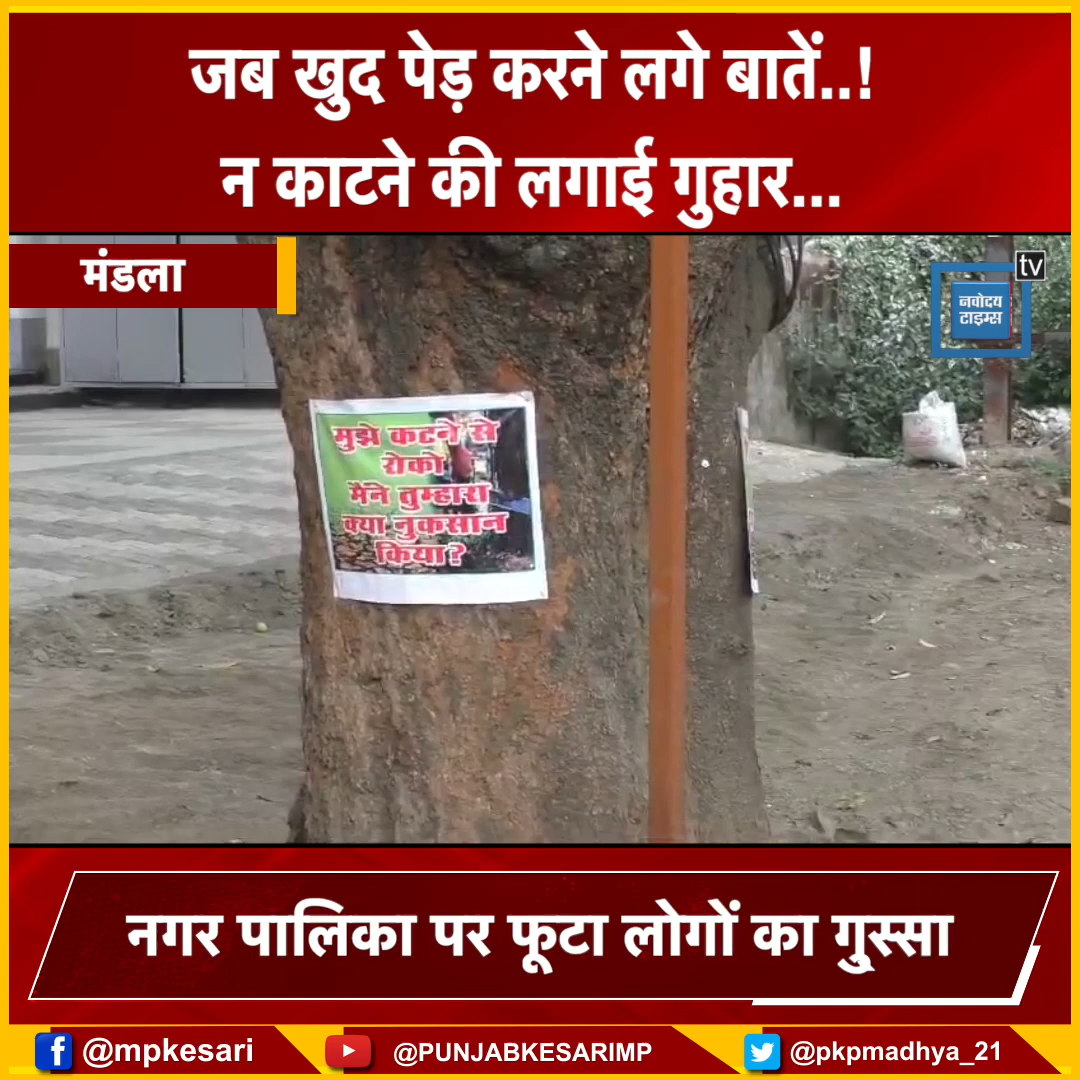 जब खुद पेड़ करने लगे बातें..!
न काटने की लगाई गुहार...
मंडला
tv
नवोदय
टाइम्स
मुझे कटने से
रोको
मैने तुम्हारा
क्या नुकसान
किया?
नगर पालिका पर फूटा लोगों का गुस्सा
@mpkesari
@PUNJABKESARIMP
@pkpmadhya_21